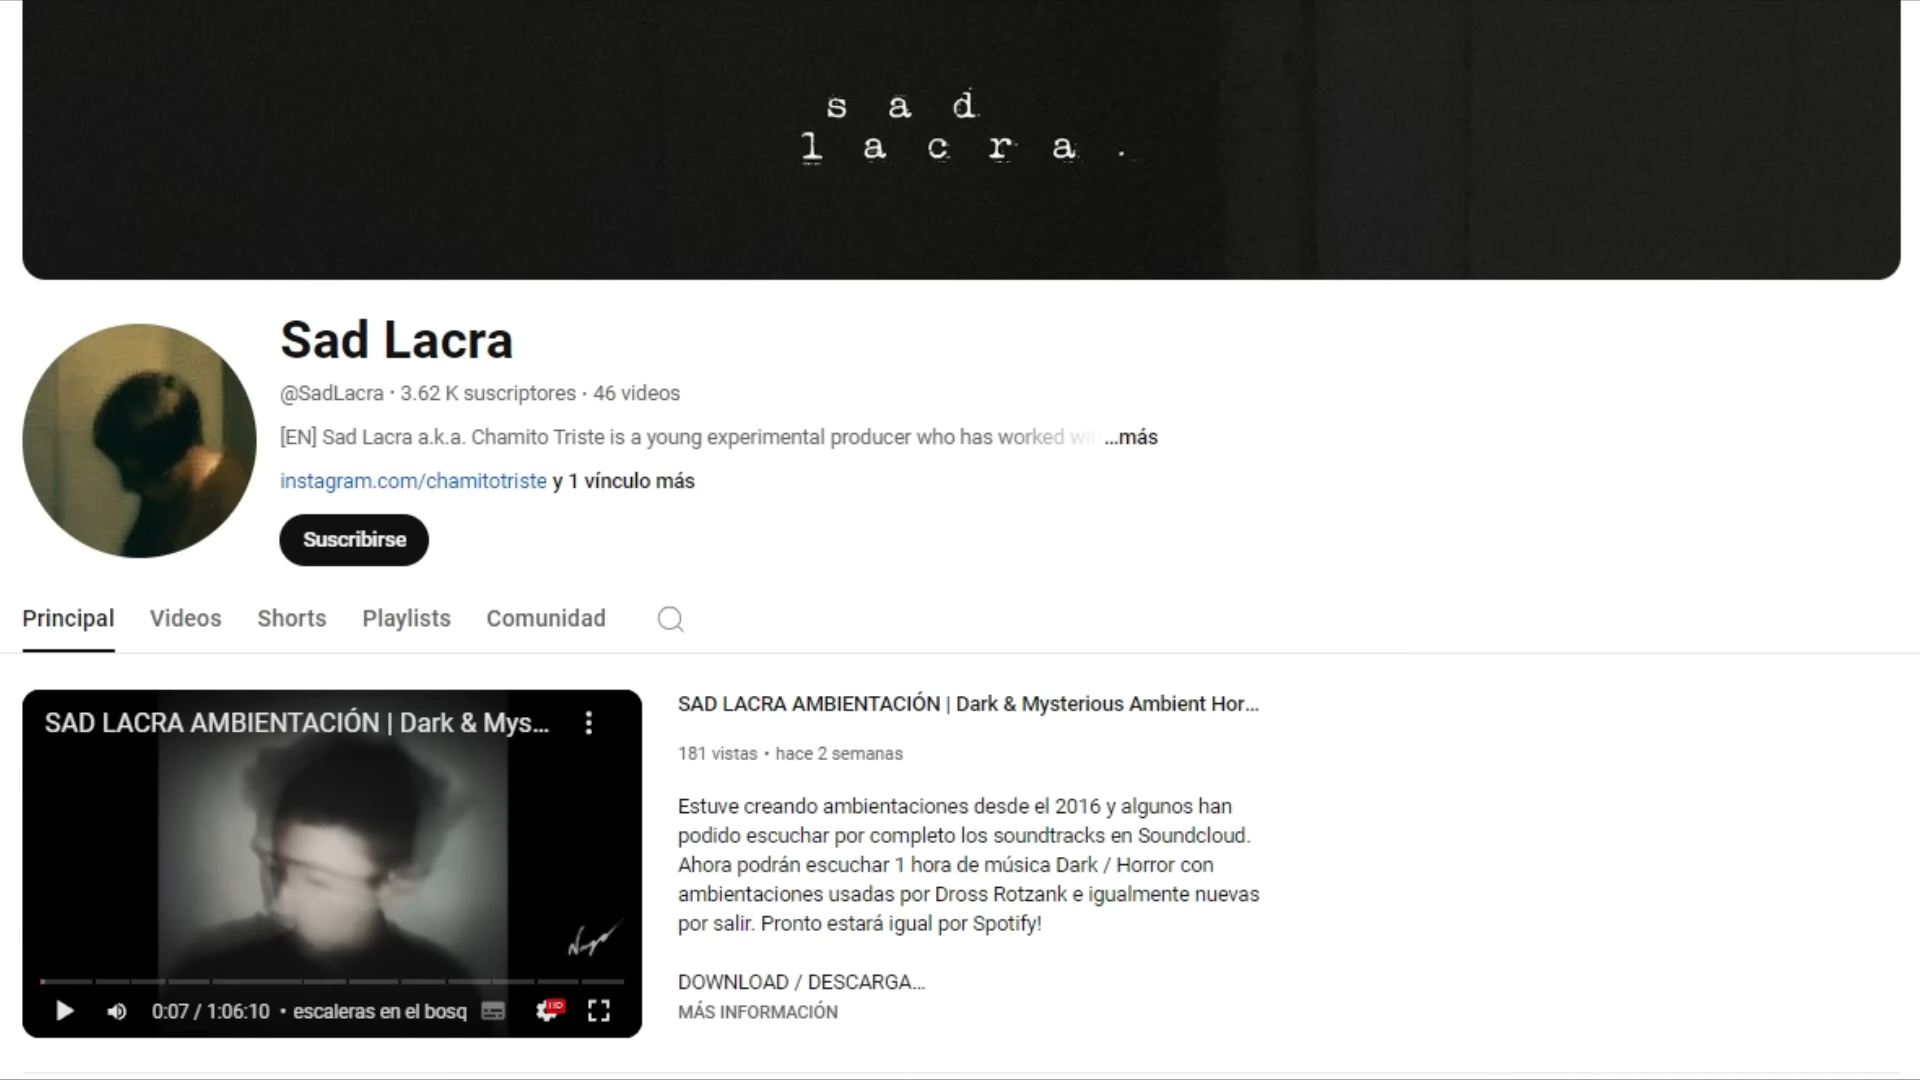 sad
lacra.
Sad Lacra
@SadLacra · 3.62 K suscriptores · 46 videos
[EN] Sad Lacra a.k.a. Chamito Triste is a young experimental producer who has worked ...más
instagram.com/chamitotriste y 1 vínculo más
Suscribirse
Principal Videos Shorts Playlists Comunidad
SAD LACRA AMBIENTACIÓN | Dark & Mys...
0:07 / 1:06:10 • escaleras en el bosq
HD
SAD LACRA AMBIENTACIÓN | Dark & Mysterious Ambient Hor...
181 vistas • hace 2 semanas
Estuve creando ambientaciones desde el 2016 y algunos han
podido escuchar por completo los soundtracks en Soundcloud.
Ahora podrán escuchar 1 hora de música Dark / Horror con
ambientaciones usadas por Dross Rotzank e igualmente nuevas
por salir. Pronto estará igual por Spotify!
DOWNLOAD / DESCARGA...
MÁS INFORMACIÓN